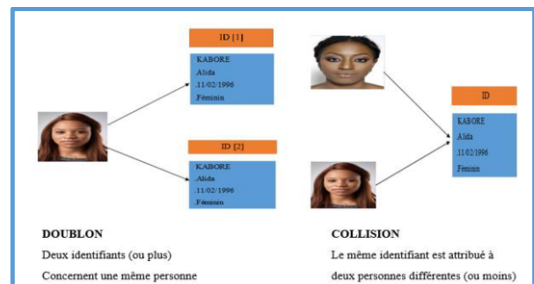 ID [1]
KABORE
.Alida
.11/02/1996
.Féminin
ID [2]
KABORE
.Alida
.11/02/1996
.Féminin
DOUBLON
Deux identifiants (ou plus)
Concernent une même personne
ID
KABORE
Alida
11/02/1996
Féminin
COLLISION
Le même identifiant est attribué à
deux personnes différentes (ou moins)